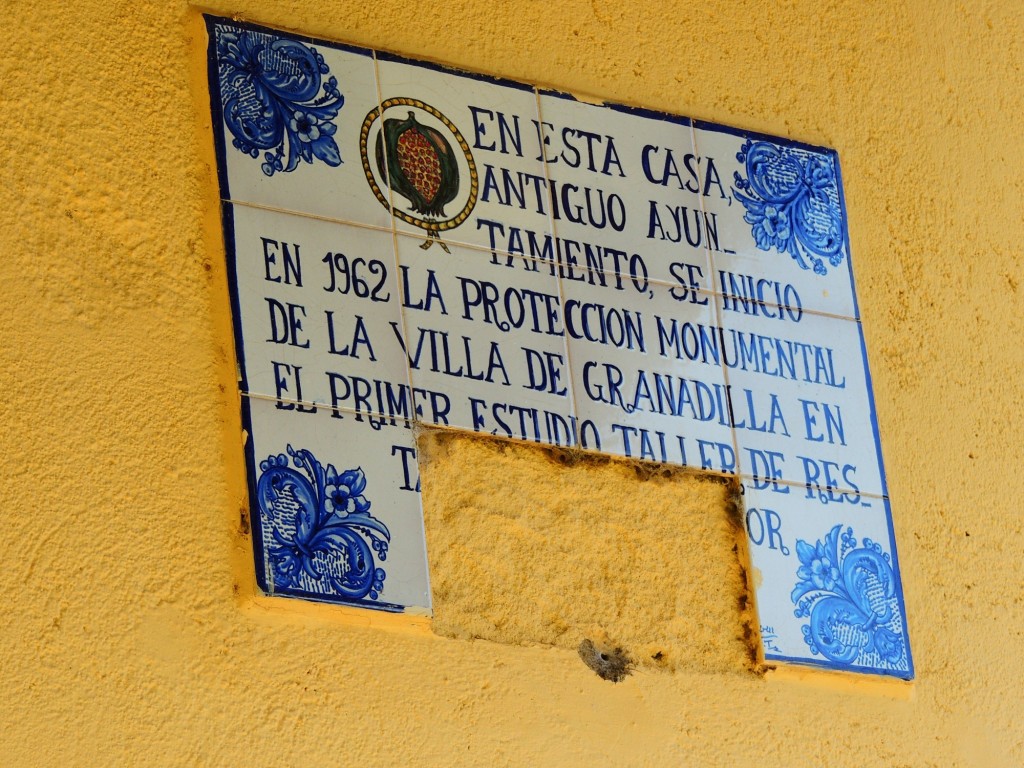 EN ESTA CASA,
ANTIGUO AYUN_
TAMIENTO, SE INICIO
EN 1962 LA PROTECCION MONUMENTAL
DE LA VILLA DE GRANADILLA EN
EL PRIMER ESTUDIO TALLER DE RES_
TA OR